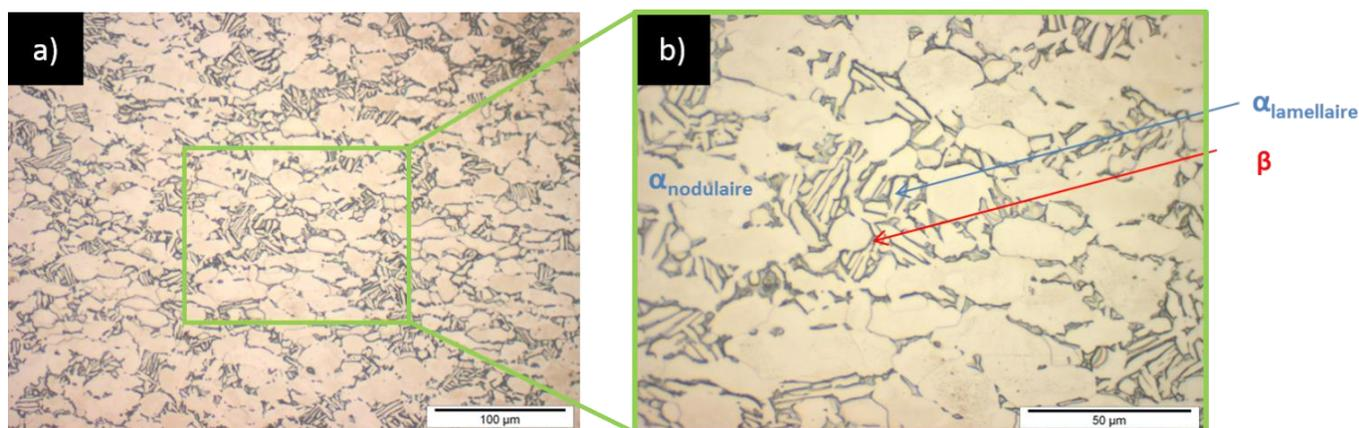 a)
b)
αlamellaire
β
αnodulaire
100 µm
50 µm